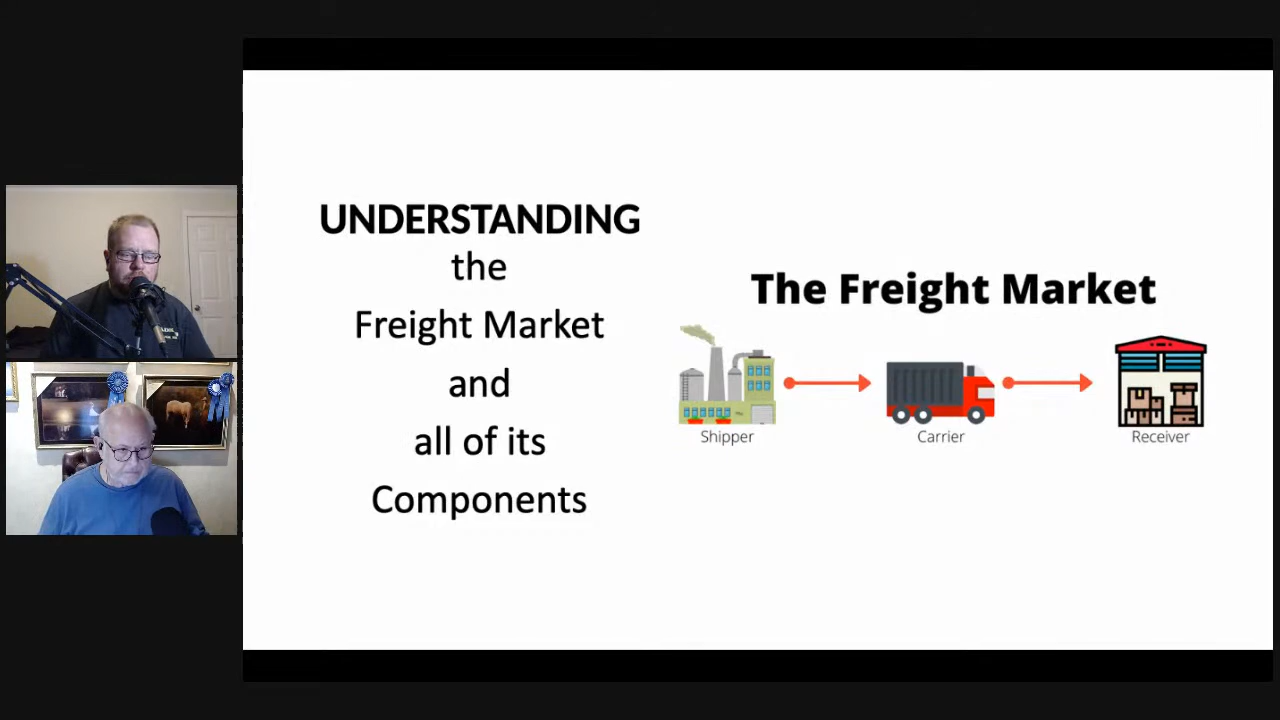 UNDERSTANDING
the
Freight Market
and
all of its
Components
The Freight Market
Shipper
Carrier
Receiver